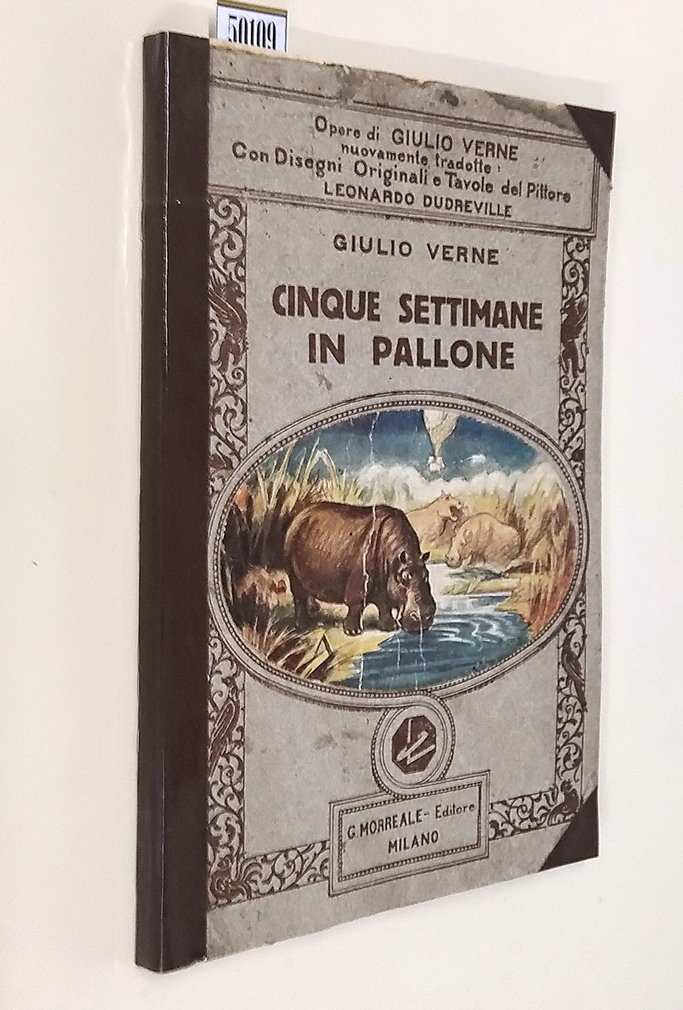 50109
Opere di GIULIO VERNE
nuovamente tradotte
Con Disegni Originali e Tavole del Pittore
LEONARDO DUDREVILLE
GIULIO VERNE
CINQUE SETTIMANE
IN PALLONE
G. MORREALE - Editore
MILANO